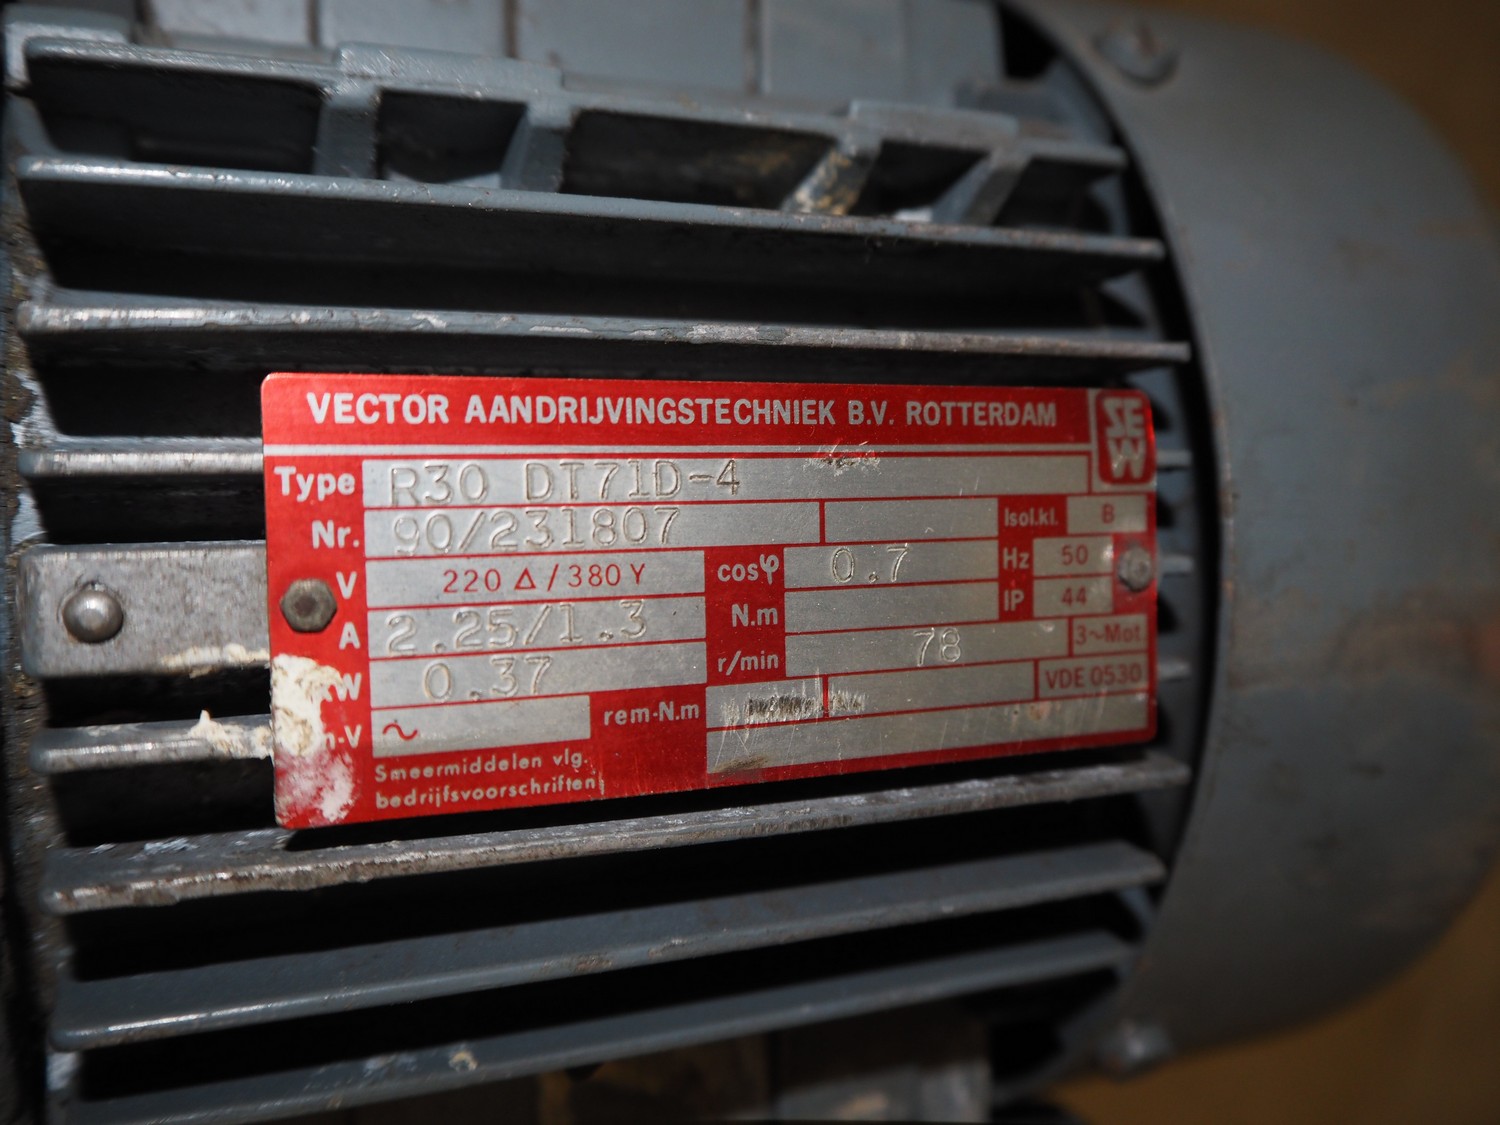 VECTOR AANDRIJVINGSTECHNIEK B.V. ROTTERDAM
SEW
Type R30 DT71D-4
Nr. 90/231807 Isol.kl. B
V 220 Δ / 380 Y cosφ 0.7 Hz 50
A 2.25/1.3 N.m IP 44
kW 0.37 r/min 78 3~Mot.
-V ~ rem-N.m VDE 0530
Smeermiddelen vlg.
bedrijfsvoorschriften